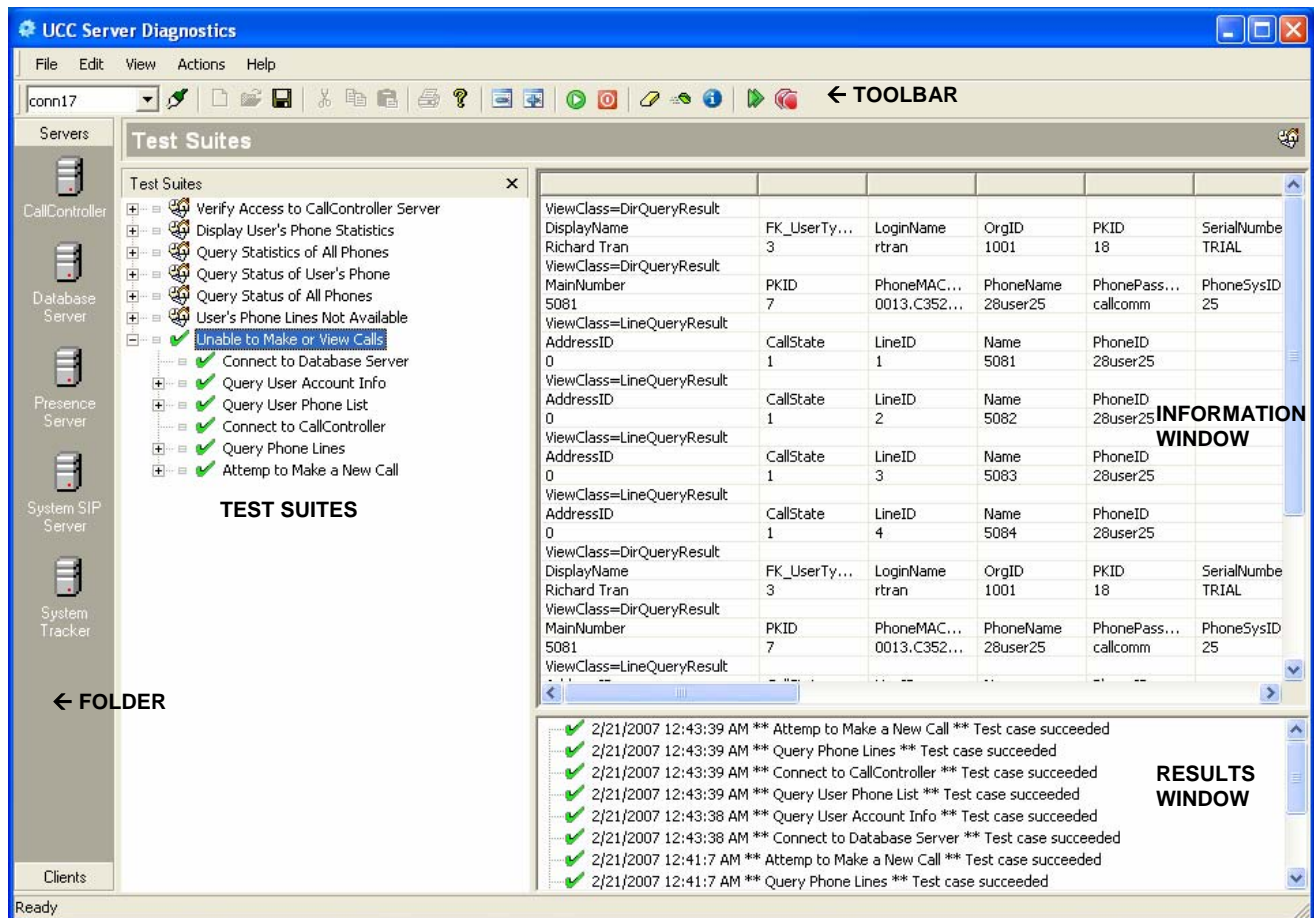 UCC Server Diagnostics
File Edit View Actions Help
conn17
← TOOLBAR
Servers
Test Suites
CallController
Database
Server
Presence
Server
System SIP
Server
System
Tracker
← FOLDER
Clients
Test Suites
Verify Access to CallController Server
Display User's Phone Statistics
Query Statistics of All Phones
Query Status of User's Phone
Query Status of All Phones
User's Phone Lines Not Available
Unable to Make or View Calls
Connect to Database Server
Query User Account Info
Query User Phone List
Connect to CallController
Query Phone Lines
Attemp to Make a New Call
TEST SUITES
ViewClass=DirQueryResult
DisplayName FK_UserTy... LoginName OrgID PKID SerialNumbe
Richard Tran 3 rtran 1001 18 TRIAL
ViewClass=DirQueryResult
MainNumber PKID PhoneMAC... PhoneName PhonePass... PhoneSysID
5081 7 0013.C352... 28user25 callcomm 25
ViewClass=LineQueryResult
AddressID CallState LineID Name PhoneID
0 1 1 5081 28user25
ViewClass=LineQueryResult
AddressID CallState LineID Name PhoneID
0 1 2 5082 28user25
ViewClass=LineQueryResult
AddressID CallState LineID Name PhoneID
0 1 3 5083 28user25
ViewClass=LineQueryResult
AddressID CallState LineID Name PhoneID
0 1 4 5084 28user25
ViewClass=DirQueryResult
DisplayName FK_UserTy... LoginName OrgID PKID SerialNumbe
Richard Tran 3 rtran 1001 18 TRIAL
ViewClass=DirQueryResult
MainNumber PKID PhoneMAC... PhoneName PhonePass... PhoneSysID
5081 7 0013.C352... 28user25 callcomm 25
ViewClass=LineQueryResult
INFORMATION
WINDOW
2/21/2007 12:43:39 AM ** Attemp to Make a New Call ** Test case succeeded
2/21/2007 12:43:39 AM ** Query Phone Lines ** Test case succeeded
2/21/2007 12:43:39 AM ** Connect to CallController ** Test case succeeded
2/21/2007 12:43:39 AM ** Query User Phone List ** Test case succeeded
2/21/2007 12:43:38 AM ** Query User Account Info ** Test case succeeded
2/21/2007 12:43:38 AM ** Connect to Database Server ** Test case succeeded
2/21/2007 12:41:7 AM ** Attemp to Make a New Call ** Test case succeeded
2/21/2007 12:41:7 AM ** Query Phone Lines ** Test case succeeded
RESULTS
WINDOW
Ready